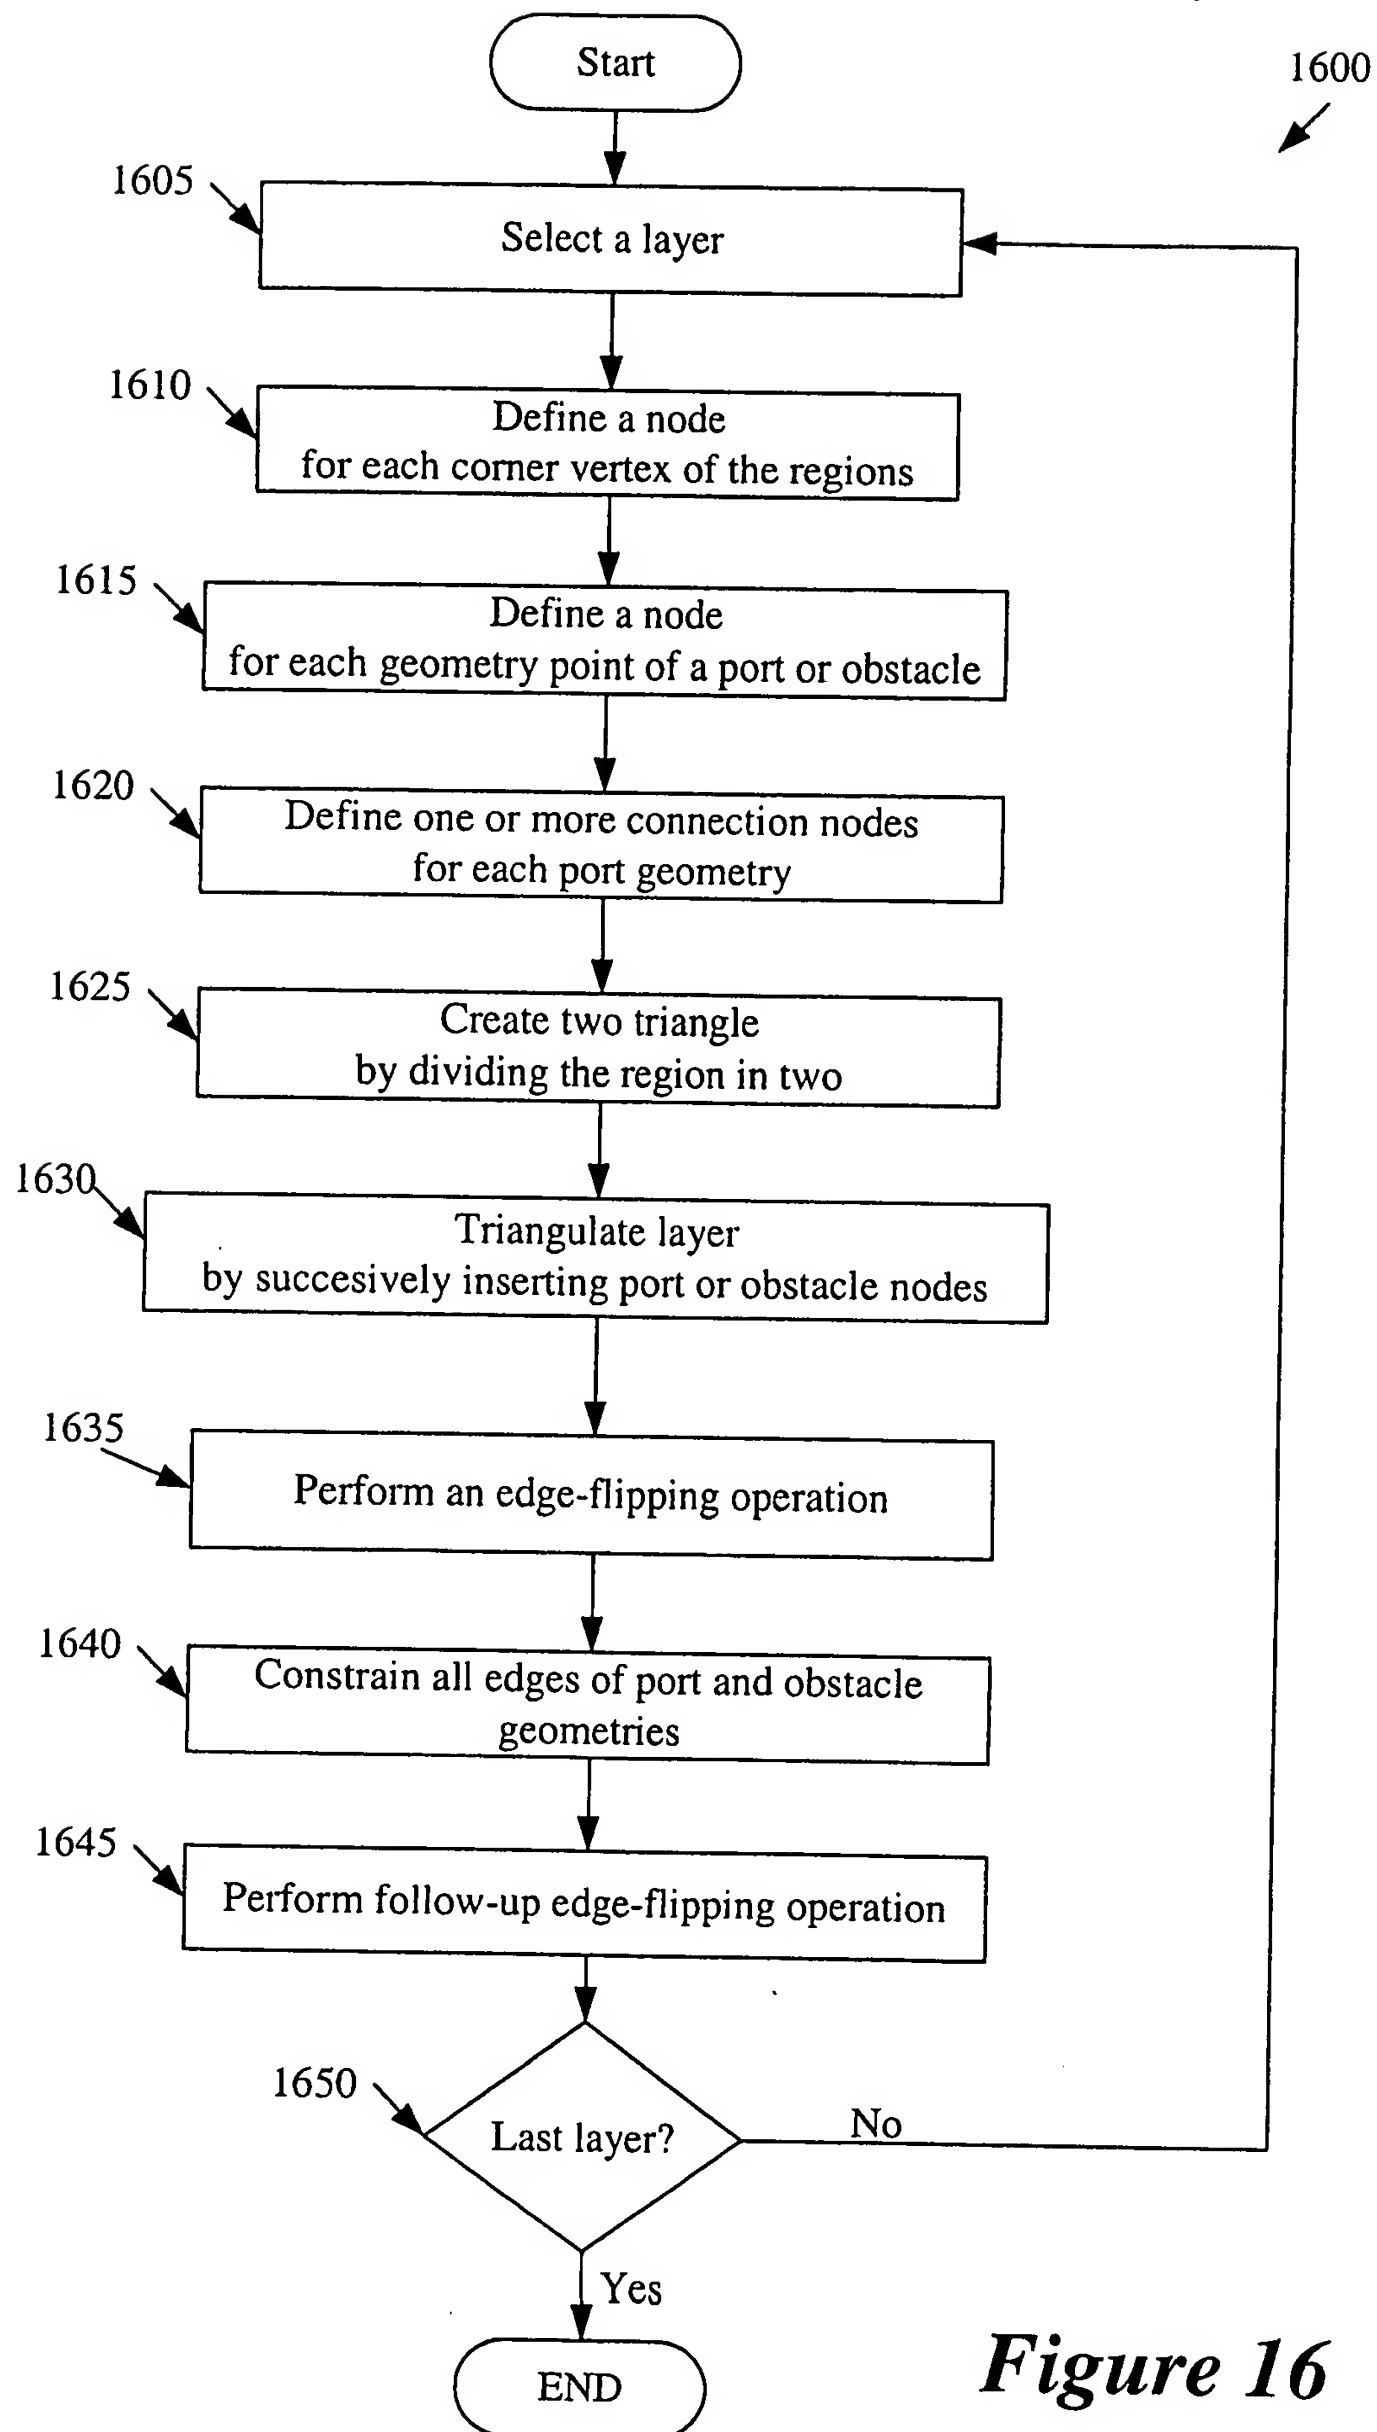 Start
1600
1605
Select a layer
1610
Define a node
for each corner vertex of the regions
1615
Define a node
for each geometry point of a port or obstacle
1620
Define one or more connection nodes
for each port geometry
1625
Create two triangle
by dividing the region in two
1630
Triangulate layer
by succesively inserting port or obstacle nodes
1635
Perform an edge-flipping operation
1640
Constrain all edges of port and obstacle
geometries
1645
Perform follow-up edge-flipping operation
1650
Last layer?
No
Yes
END
Figure 16